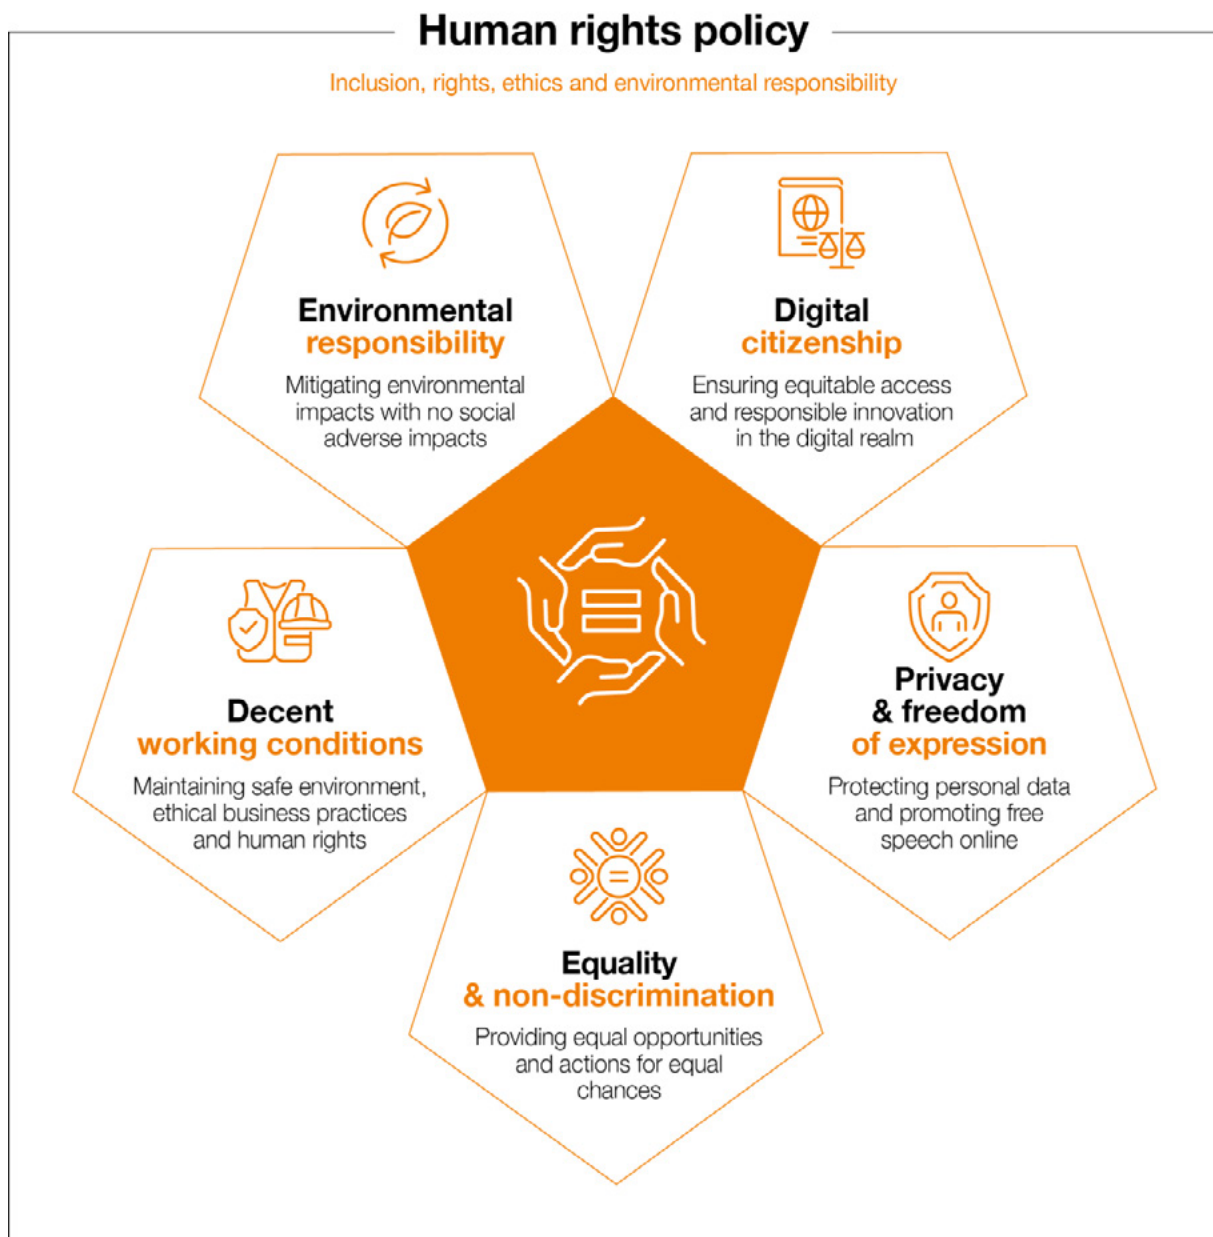 Human rights policy
Inclusion, rights, ethics and environmental responsibility
Environmental
responsibility
Mitigating environmental
impacts with no social
adverse impacts
Digital
citizenship
Ensuring equitable access
and responsible innovation
in the digital realm
Decent
working conditions
Maintaining safe environment,
ethical business practices
and human rights
Privacy
& freedom
of expression
Protecting personal data
and promoting free
speech online
Equality
& non-discrimination
Providing equal opportunities
and actions for equal
chances